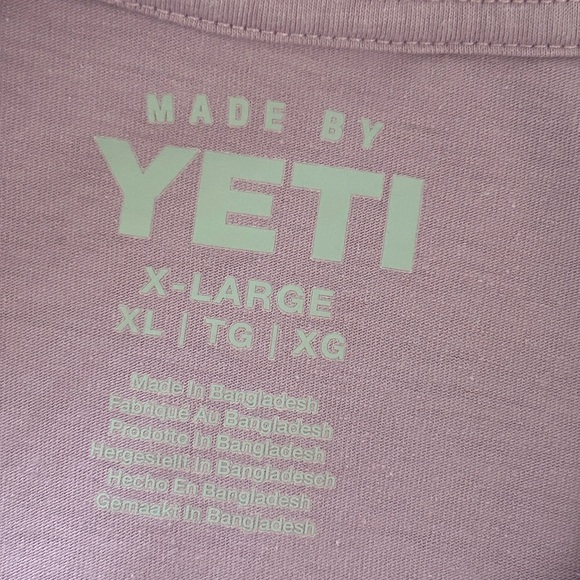 MADE BY
YETI
X-LARGE
XL | TG | XG
Made In Bangladesh
Fabriqué Au Bangladesh
Prodotto In Bangladesh
Hergestellt In Bangladesch
Hecho En Bangladesh
Gemaakt In Bangladesh